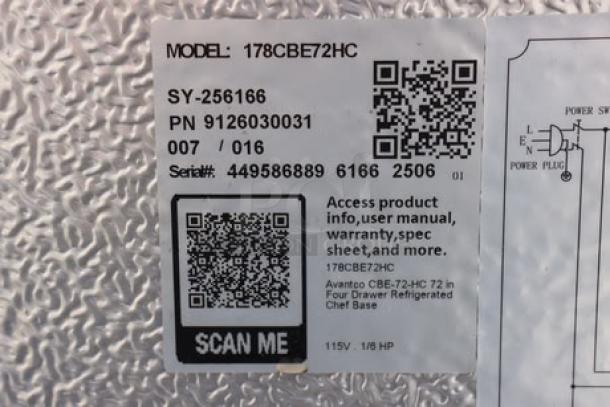 MODEL: 178CBE72HC
SY-256166
PN 9126030031
007 / 016
Serial#: 449586889 6166 2506 01
Access product
info,user manual,
warranty,spec
sheet,and more.
178CBE72HC
Avantco CBE-72-HC 72 in
Four Drawer Refrigerated
Chef Base
115V . 1/6 HP
SCAN ME
POWER SW
L
E
N
POWER PLUG